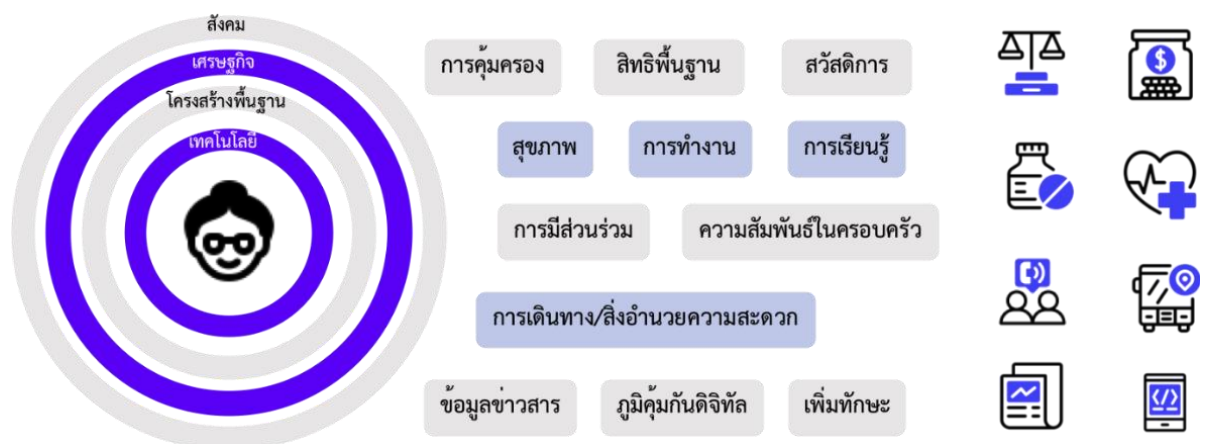 สังคม
เศรษฐกิจ
โครงสร้างพื้นฐาน
เทคโนโลยี
การคุ้มครอง
สิทธิพื้นฐาน
สวัสดิการ
สุขภาพ
การทำงาน
การเรียนรู้
การมีส่วนร่วม
ความสัมพันธ์ในครอบครัว
การเดินทาง/สิ่งอำนวยความสะดวก
ข้อมูลข่าวสาร
ภูมิคุ้มกันดิจิทัล
เพิ่มทักษะ
$
</>